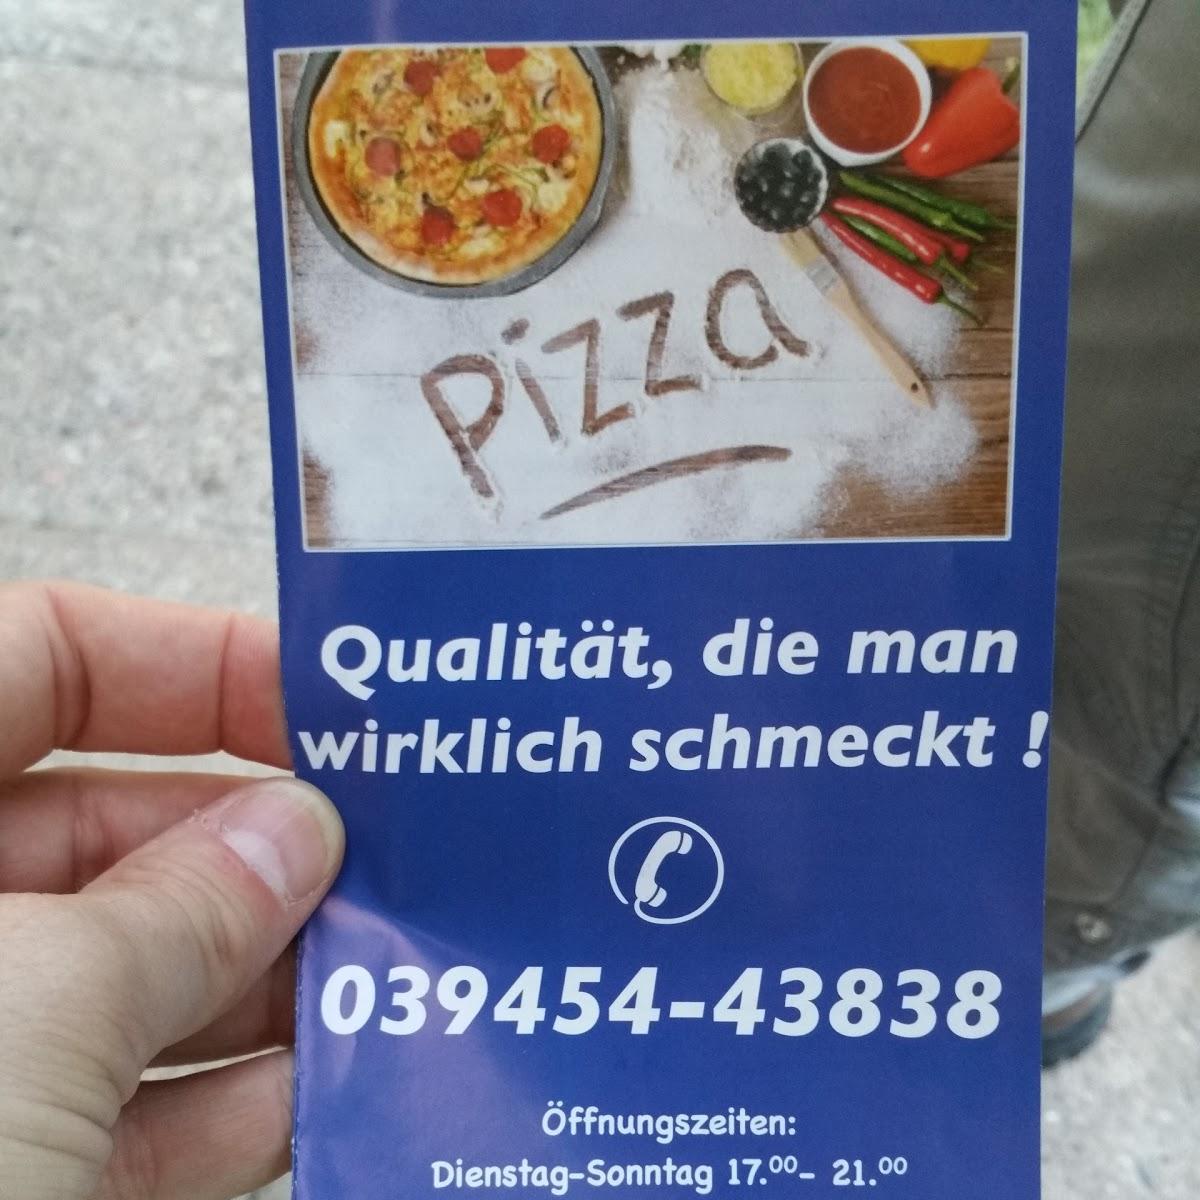 Pizza
Qualität, die man
wirklich schmeckt !
039454-43838
Öffnungszeiten:
Dienstag-Sonntag 17.⁰⁰- 21.⁰⁰